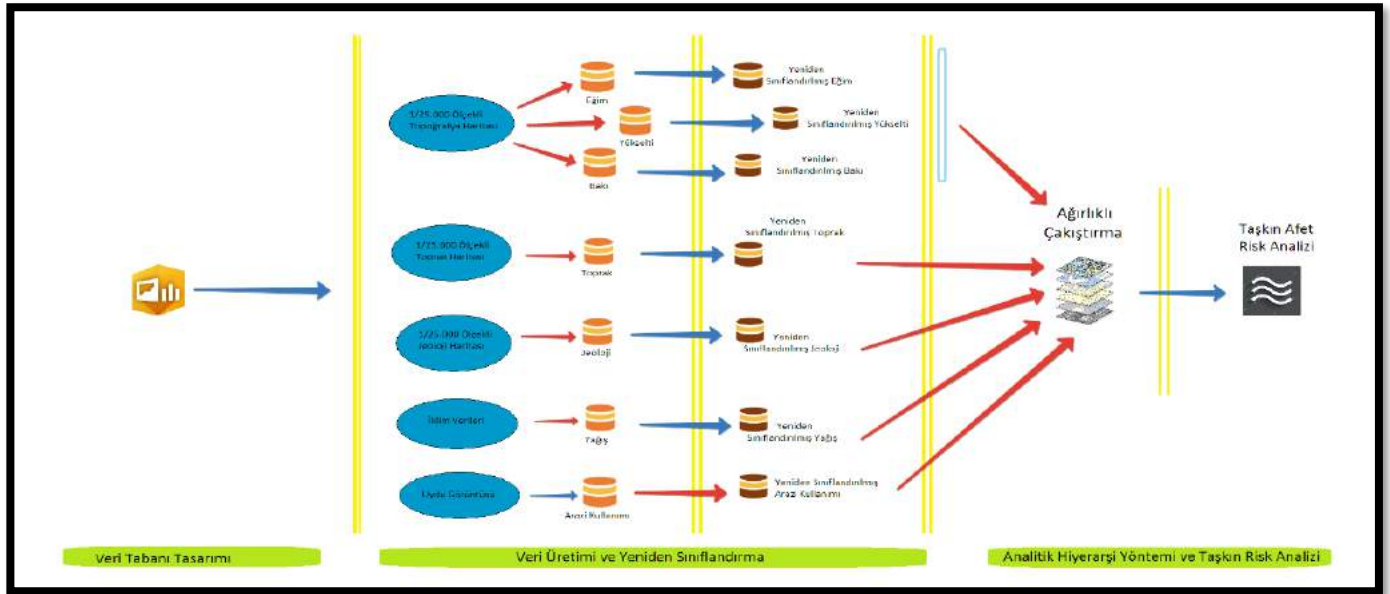 1/25.000 Ölçekli
Topoğrafya Haritası
Eğim
Yeniden
Sınıflandırılmış Eğim
Yükselti
Yeniden
Sınıflandırılmış Yükselti
Bakı
Yeniden
Sınıflandırılmış Bakı
1/25.000 Ölçekli
Toprak Haritası
Toprak
Yeniden
Sınıflandırılmış Toprak
1/25.000 Ölçekli
Jeoloji Haritası
Jeoloji
Yeniden
Sınıflandırılmış Jeoloji
İklim Verileri
Yağış
Yeniden
Sınıflandırılmış Yağış
Uydu Görüntüsü
Arazi Kullanımı
Yeniden Sınıflandırılmış
Arazi Kullanımı
Ağırlıklı
Çakıştırma
Taşkın Afet
Risk Analizi
Veri Tabanı Tasarımı
Veri Üretimi ve Yeniden Sınıflandırma
Analitik Hiyerarşi Yöntemi ve Taşkın Risk Analizi